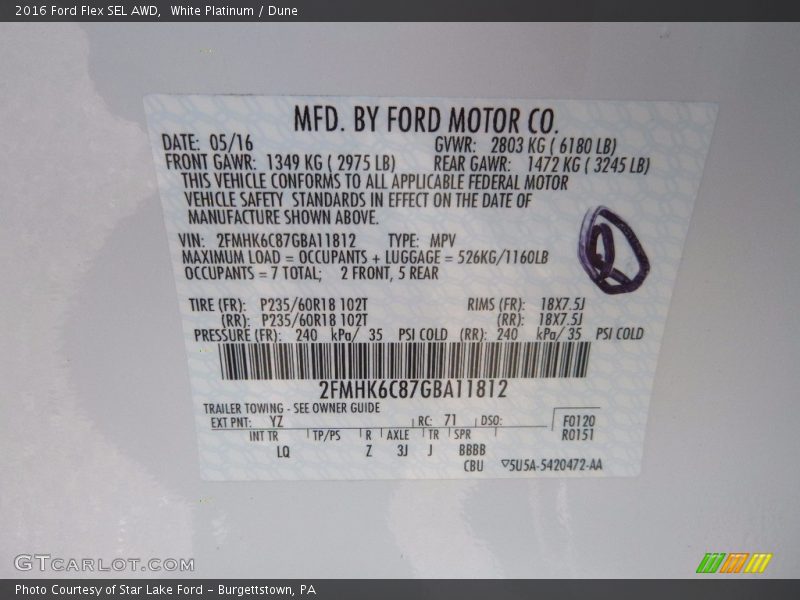 2016 Ford Flex SEL AWD,  White Platinum / Dune
MFD. BY FORD MOTOR CO.
DATE: 05/16 GVWR: 2803 KG ( 6180 LB)
FRONT GAWR: 1349 KG ( 2975 LB) REAR GAWR: 1472 KG ( 3245 LB)
THIS VEHICLE CONFORMS TO ALL APPLICABLE FEDERAL MOTOR
VEHICLE SAFETY STANDARDS IN EFFECT ON THE DATE OF
MANUFACTURE SHOWN ABOVE.
VIN: 2FMHK6C87GBA11812 TYPE: MPV
MAXIMUM LOAD = OCCUPANTS + LUGGAGE = 526KG/1160LB
OCCUPANTS = 7 TOTAL; 2 FRONT, 5 REAR
TIRE (FR): P235/60R18 102T RIMS (FR): 18X7.5J
(RR): P235/60R18 102T (RR): 18X7.5J
PRESSURE (FR): 240 kPa/ 35 PSI COLD (RR): 240 kPa/ 35 PSI COLD
2FMHK6C87GBA11812
TRAILER TOWING - SEE OWNER GUIDE
EXT PNT: YZ RC: 71 DSO: F0120
INT TR TP/PS R AXLE TR SPR R0151
LQ Z 3J J BBBB
CBU ▽5U5A-5420472-AA
GTCARLOT.COM
Photo Courtesy of Star Lake Ford - Burgettstown, PA